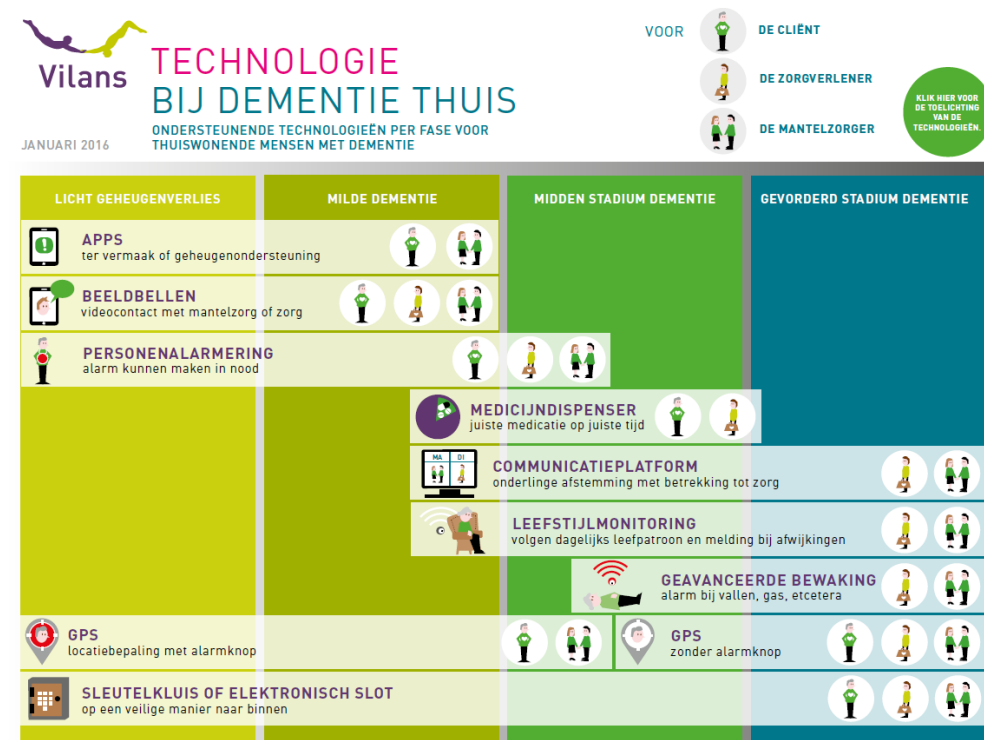 Vilans
TECHNOLOGIE
BIJ DEMENTIE THUIS
ONDERSTEUNENDE TECHNOLOGIEËN PER FASE VOOR
THUISWONENDE MENSEN MET DEMENTIE
JANUARI 2016
VOOR
DE CLIËNT
DE ZORGVERLENER
DE MANTELZORGER
KLIK HIER VOOR
DE TOELICHTING
VAN DE
TECHNOLOGIEËN.
LICHT GEHEUGENVERLIES
MILDE DEMENTIE
MIDDEN STADIUM DEMENTIE
GEVORDERD STADIUM DEMENTIE
APPS
ter vermaak of geheugenondersteuning
BEELDBELLEN
videocontact met mantelzorg of zorg
PERSONENALARMERING
alarm kunnen maken in nood
MEDICIJNDISPENSER
juiste medicatie op juiste tijd
MA DI
COMMUNICATIEPLATFORM
onderlinge afstemming met betrekking tot zorg
LEEFSTIJLMONITORING
volgen dagelijks leefpatroon en melding bij afwijkingen
GEAVANCEERDE BEWAKING
alarm bij vallen, gas, etcetera
GPS
locatiebepaling met alarmknop
GPS
zonder alarmknop
SLEUTELKLUIS OF ELEKTRONISCH SLOT
op een veilige manier naar binnen